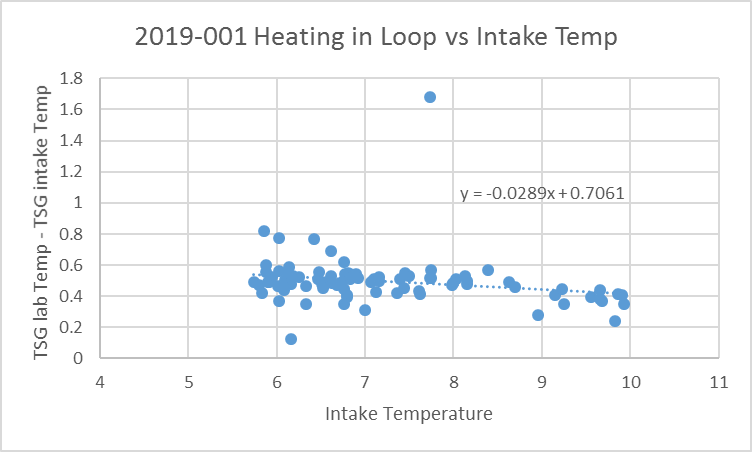 2019-001 Heating in Loop vs Intake Temp
TSG lab Temp - TSG intake Temp
1.8
1.6
1.4
1.2
1
0.8
0.6
0.4
0.2
0
y = -0.0289x + 0.7061
4 5 6 7 8 9 10 11
Intake Temperature